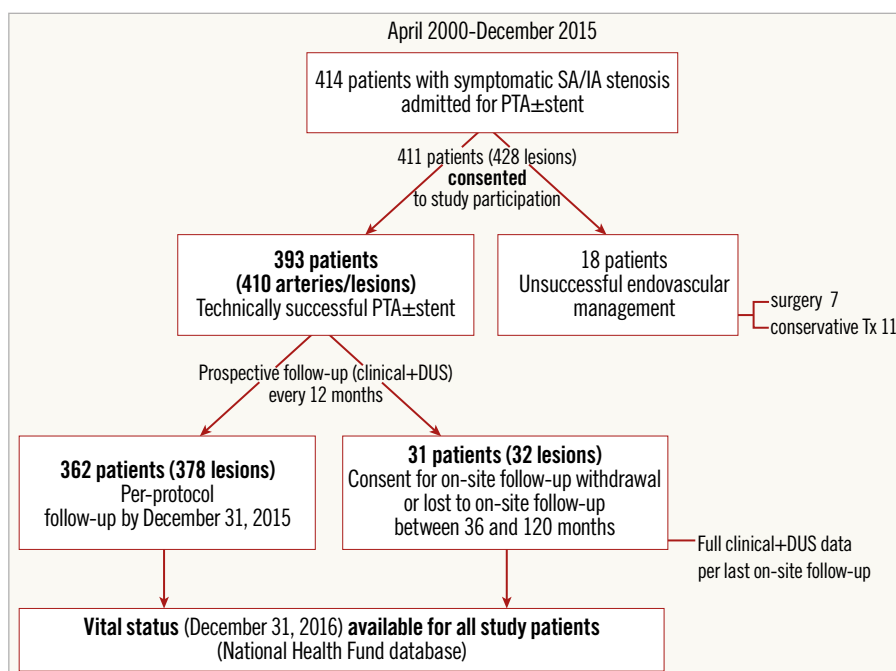 April 2000-December 2015
414 patients with symptomatic SA/IA stenosis
admitted for PTA±stent
411 patients (428 lesions)
consented
to study participation
393 patients
(410 arteries/lesions)
Technically successful PTA±stent
18 patients
Unsuccessful endovascular
management
surgery 7
conservative Tx 11
Prospective follow-up (clinical+DUS)
every 12 months
362 patients (378 lesions)
Per-protocol
follow-up by December 31, 2015
31 patients (32 lesions)
Consent for on-site follow-up withdrawal
or lost to on-site follow-up
between 36 and 120 months
Full clinical+DUS data
per last on-site follow-up
Vital status (December 31, 2016) available for all study patients
(National Health Fund database)